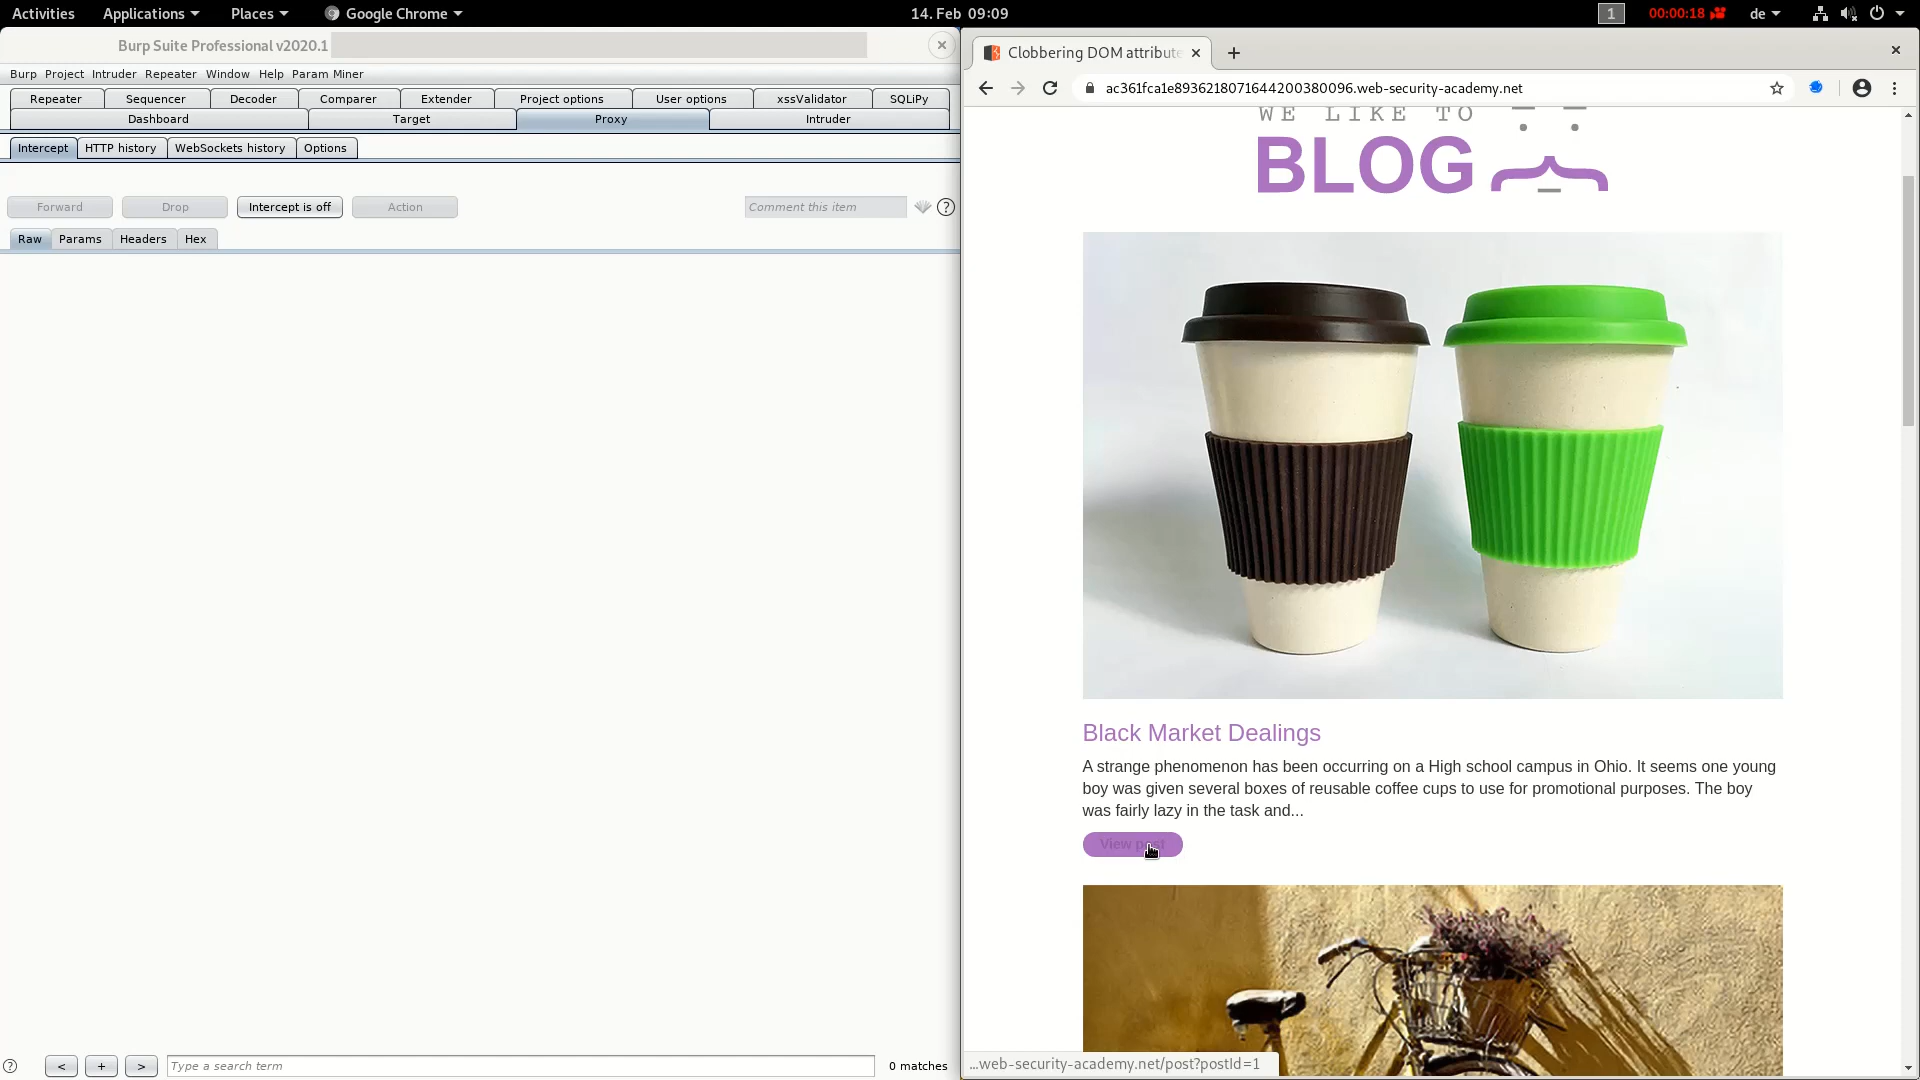 Activities Applications Places Google Chrome 14. Feb 09:09 1 00:00:18 de
Burp Suite Professional v2020.1
Burp Project Intruder Repeater Window Help Param Miner
Repeater Sequencer Decoder Comparer Extender Project options User options xssValidator SQLiPy
Dashboard Target Proxy Intruder
Intercept HTTP history WebSockets history Options
Forward Drop Intercept is off Action Comment this item ?
Raw Params Headers Hex
? < + > Type a search term 0 matches
Clobbering DOM attribute
ac361fca1e8936218071644200380096.web-security-academy.net
WE LIKE TO
BLOG
Black Market Dealings
A strange phenomenon has been occurring on a High school campus in Ohio. It seems one young
boy was given several boxes of reusable coffee cups to use for promotional purposes. The boy
was fairly lazy in the task and...
View post
...web-security-academy.net/post?postId=1